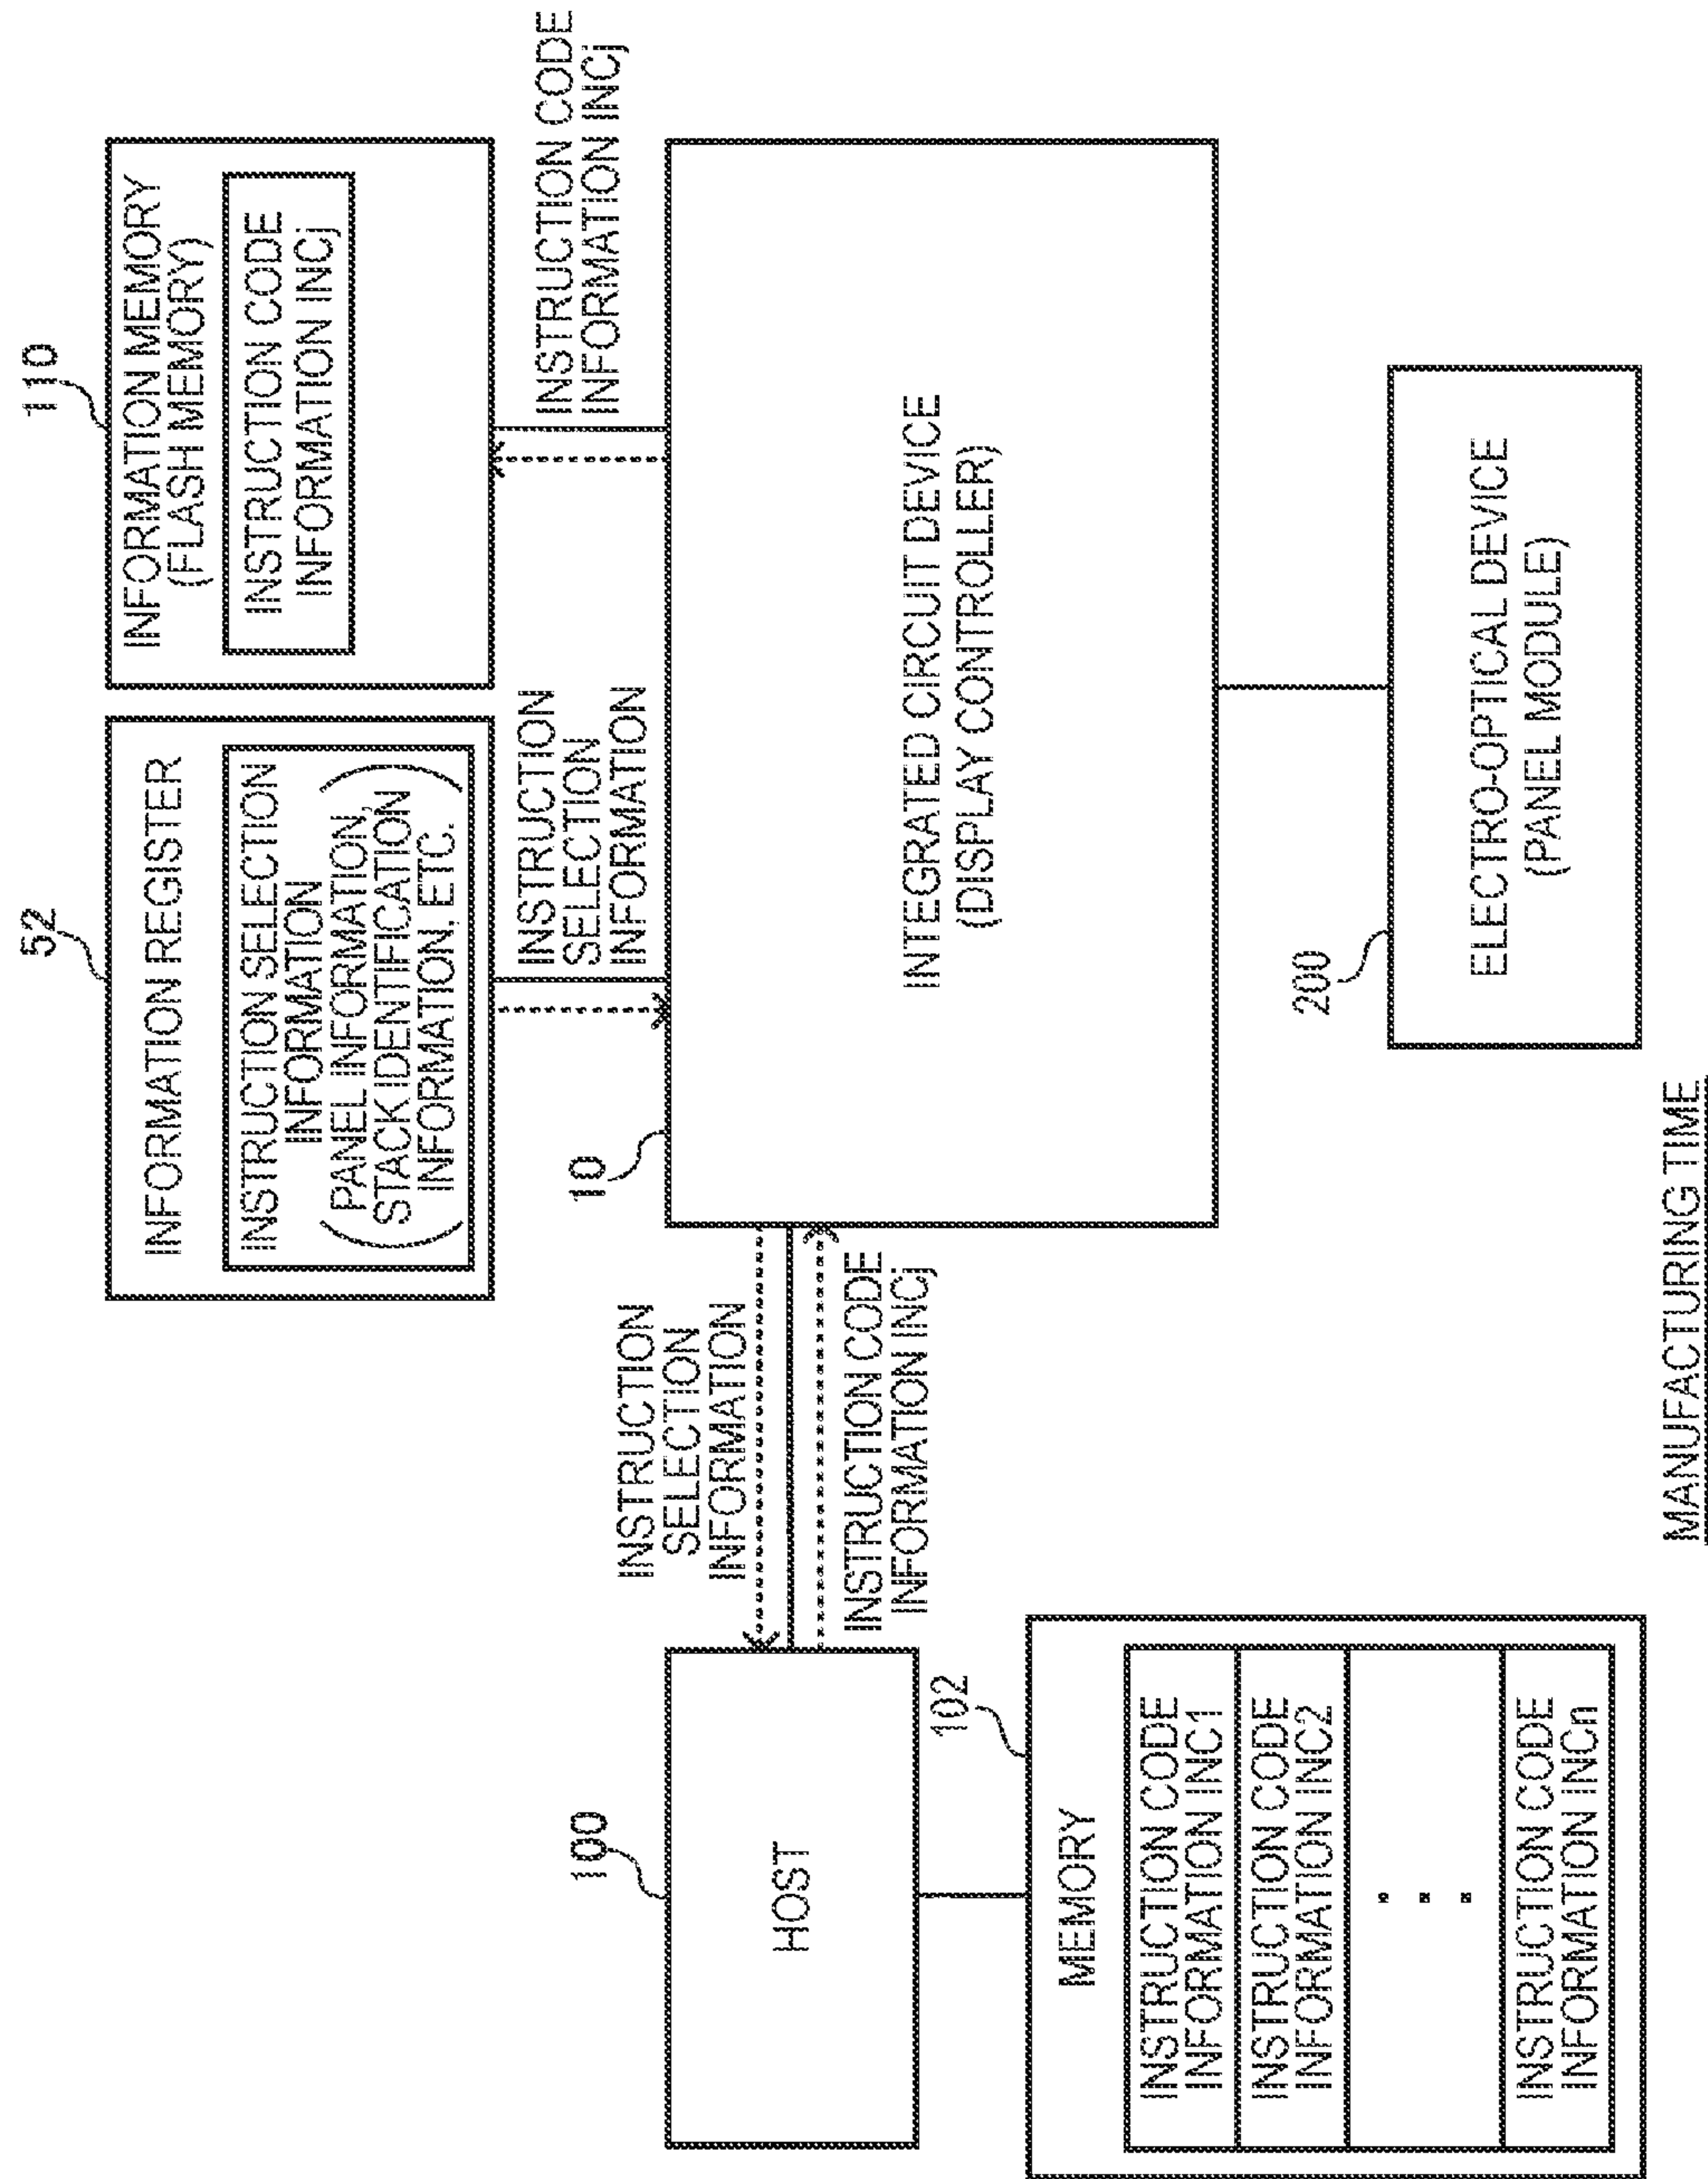 52
INFORMATION REGISTER
INSTRUCTION SELECTION
INFORMATION
(PANEL INFORMATION,
STACK IDENTIFICATION
INFORMATION, ETC.)
110
INFORMATION MEMORY
(FLASH MEMORY)
INSTRUCTION CODE
INFORMATION INCj
INSTRUCTION
SELECTION
INFORMATION
INSTRUCTION CODE
INFORMATION INCj
100
HOST
INSTRUCTION
SELECTION
INFORMATION
INSTRUCTION CODE
INFORMATION INCj
10
INTEGRATED CIRCUIT DEVICE
(DISPLAY CONTROLLER)
102
MEMORY
INSTRUCTION CODE
INFORMATION INC1
INSTRUCTION CODE
INFORMATION INC2
. . .
INSTRUCTION CODE
INFORMATION INCn
200
ELECTRO-OPTICAL DEVICE
(PANEL MODULE)
MANUFACTURING TIME